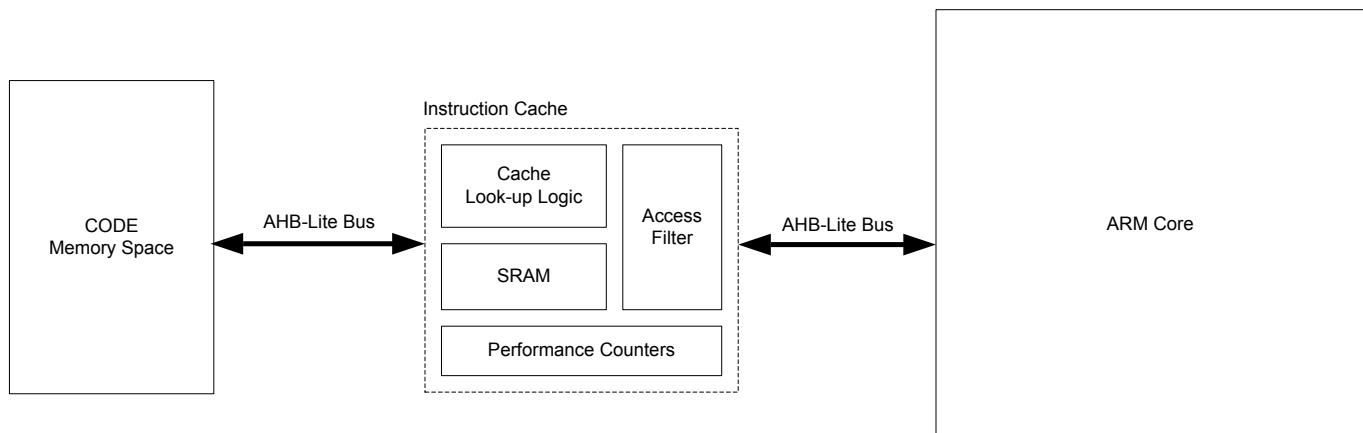 Instruction Cache
CODE
Memory Space
AHB-Lite Bus
Cache
Look-up Logic
SRAM
Access
Filter
Performance Counters
AHB-Lite Bus
ARM Core